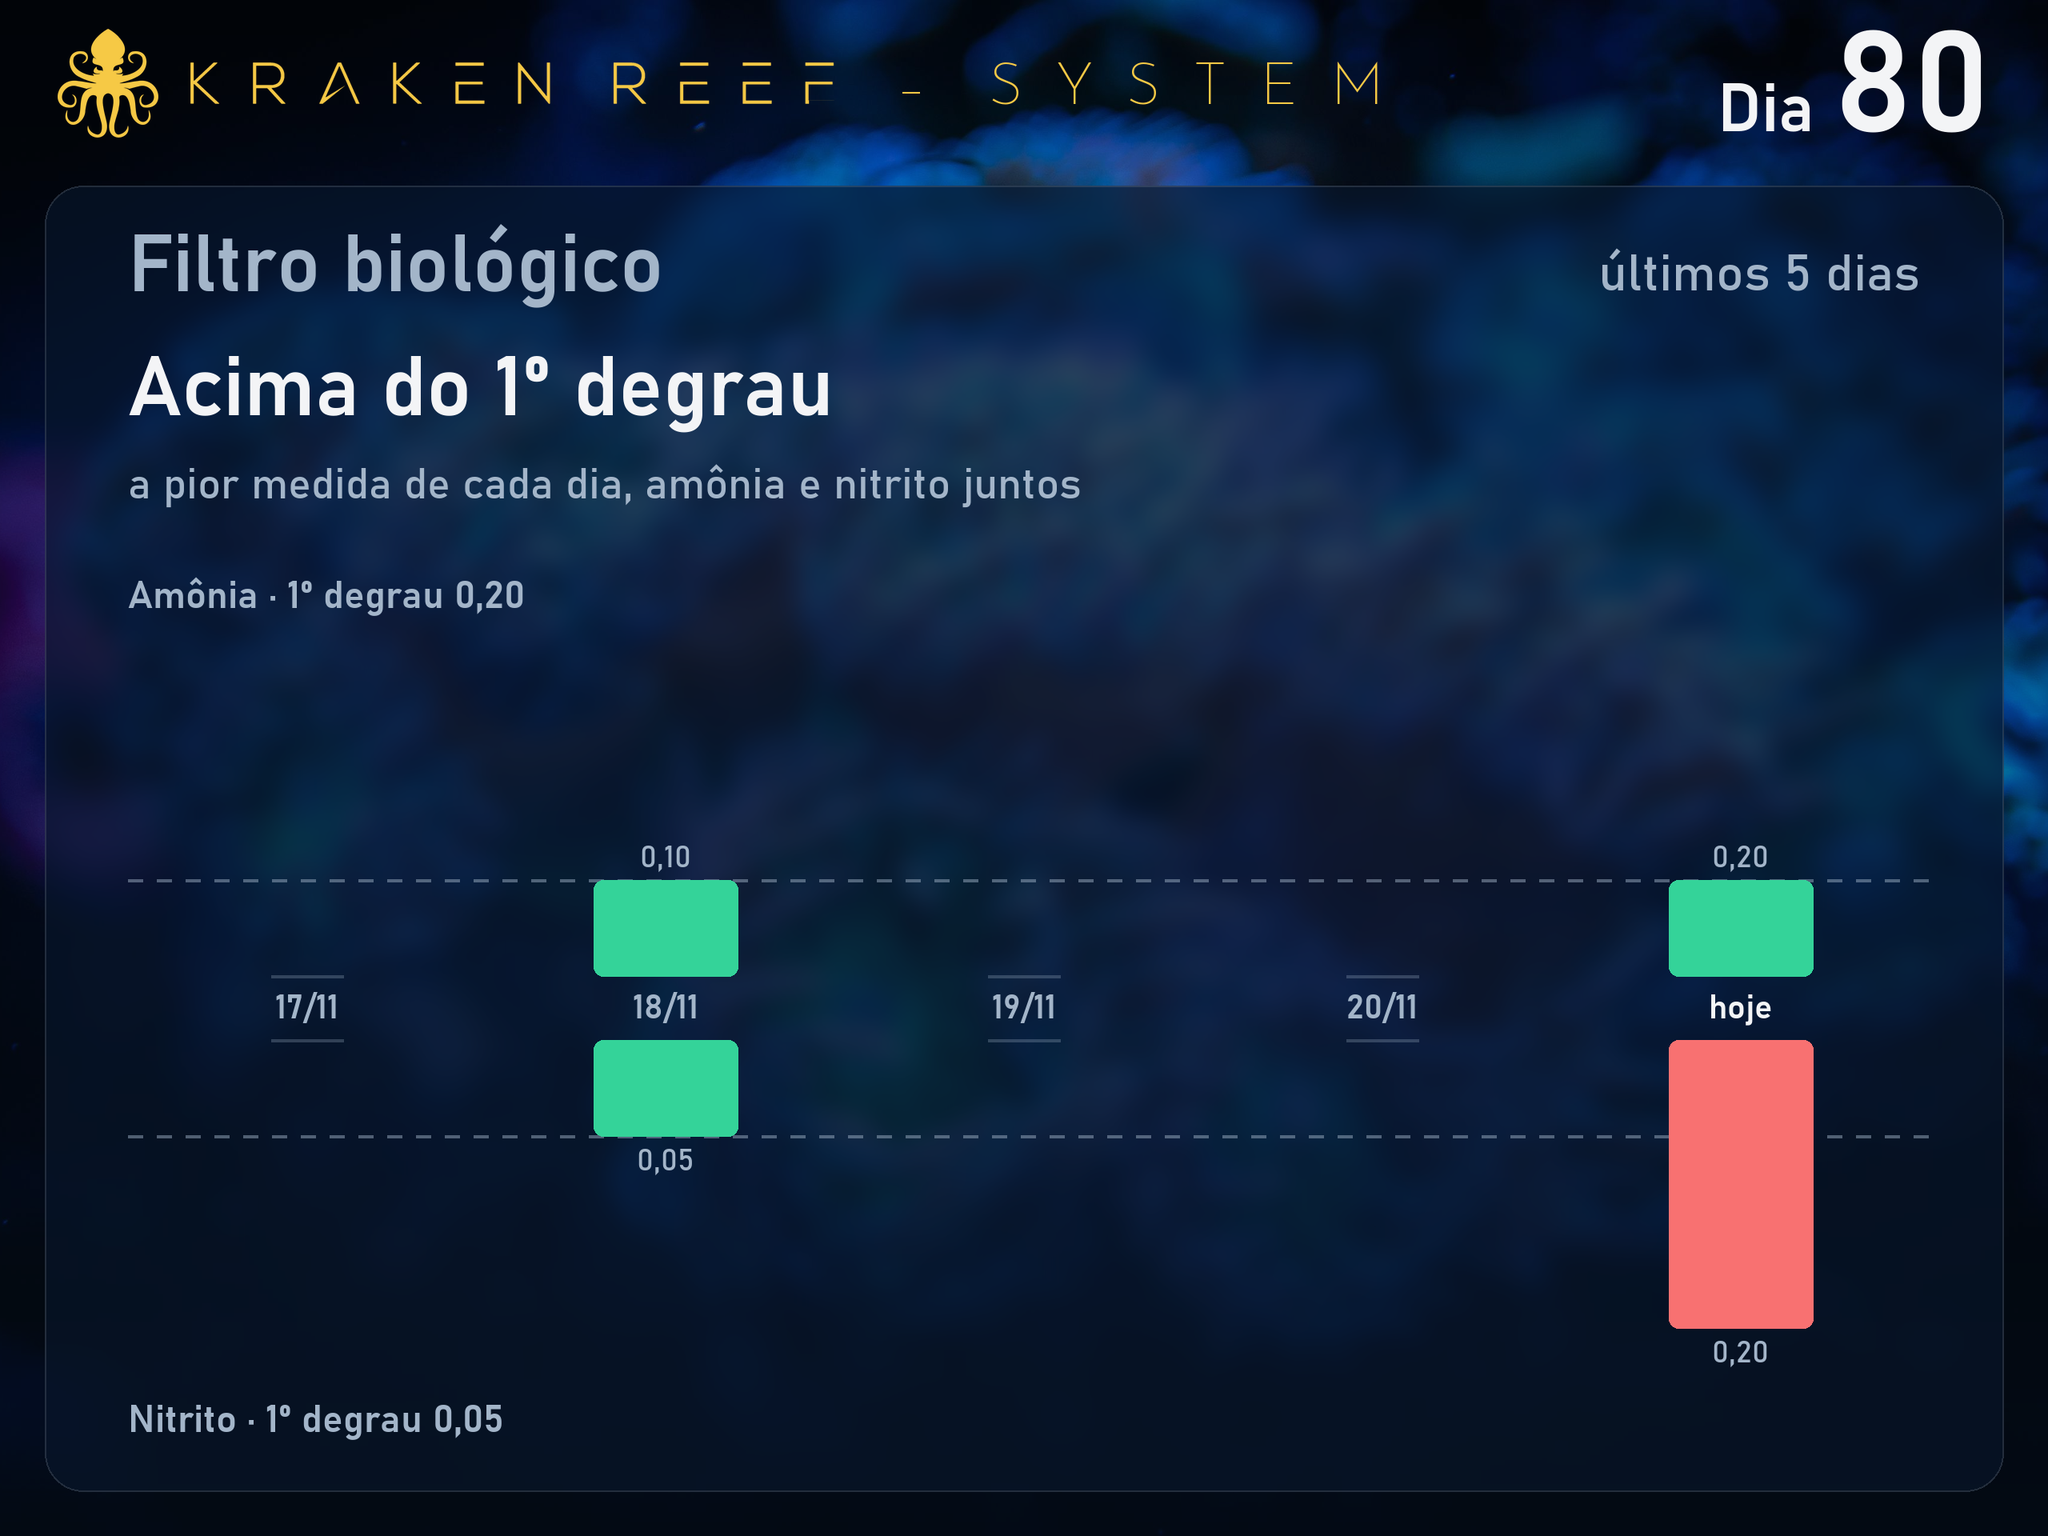 KRAKEN REEF - SYSTEM
Dia 80
Filtro biológico
últimos 5 dias
Acima do 1º degrau
a pior medida de cada dia, amônia e nitrito juntos
Amônia · 1º degrau 0,20
0,10
0,20
17/11
18/11
19/11
20/11
hoje
0,05
0,20
Nitrito · 1º degrau 0,05